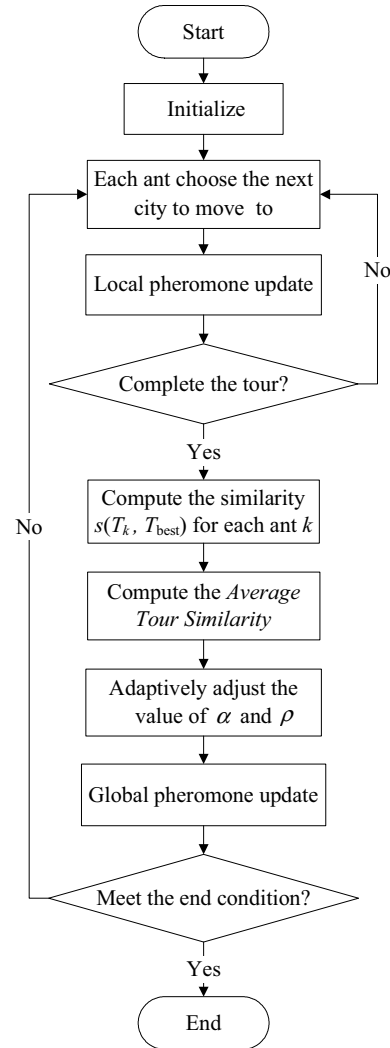 Start
Initialize
Each ant choose the next
city to move to
No
Local pheromone update
Complete the tour?
Yes
Compute the similarity
s(Tₖ, T_best) for each ant k
No
Compute the Average
Tour Similarity
Adaptively adjust the
value of α and ρ
Global pheromone update
Meet the end condition?
Yes
End